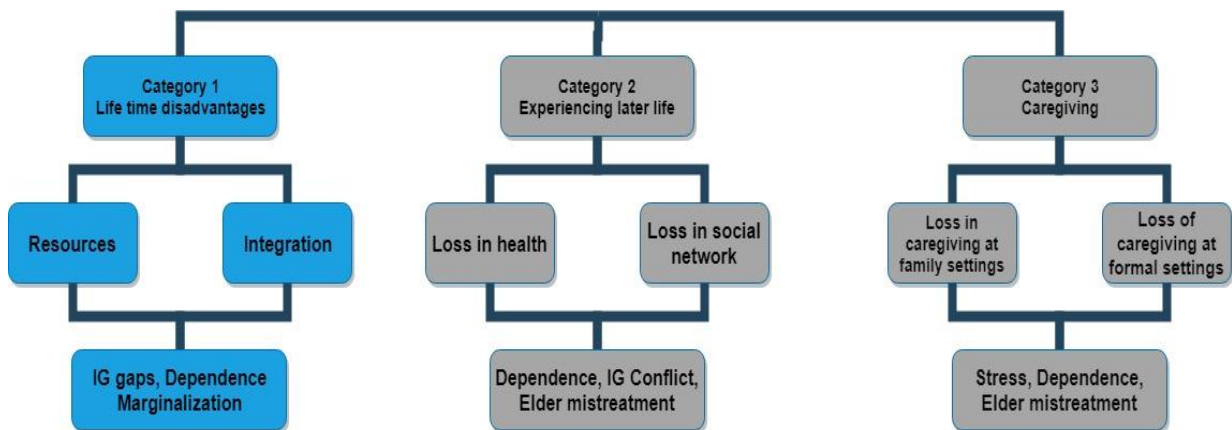 Category 1
Life time disadvantages
Category 2
Experiencing later life
Category 3
Caregiving
Resources
Integration
Loss in health
Loss in social
network
Loss in
caregiving at
family settings
Loss of
caregiving at
formal settings
IG gaps, Dependence
Marginalization
Dependence, IG Conflict,
Elder mistreatment
Stress, Dependence,
Elder mistreatment